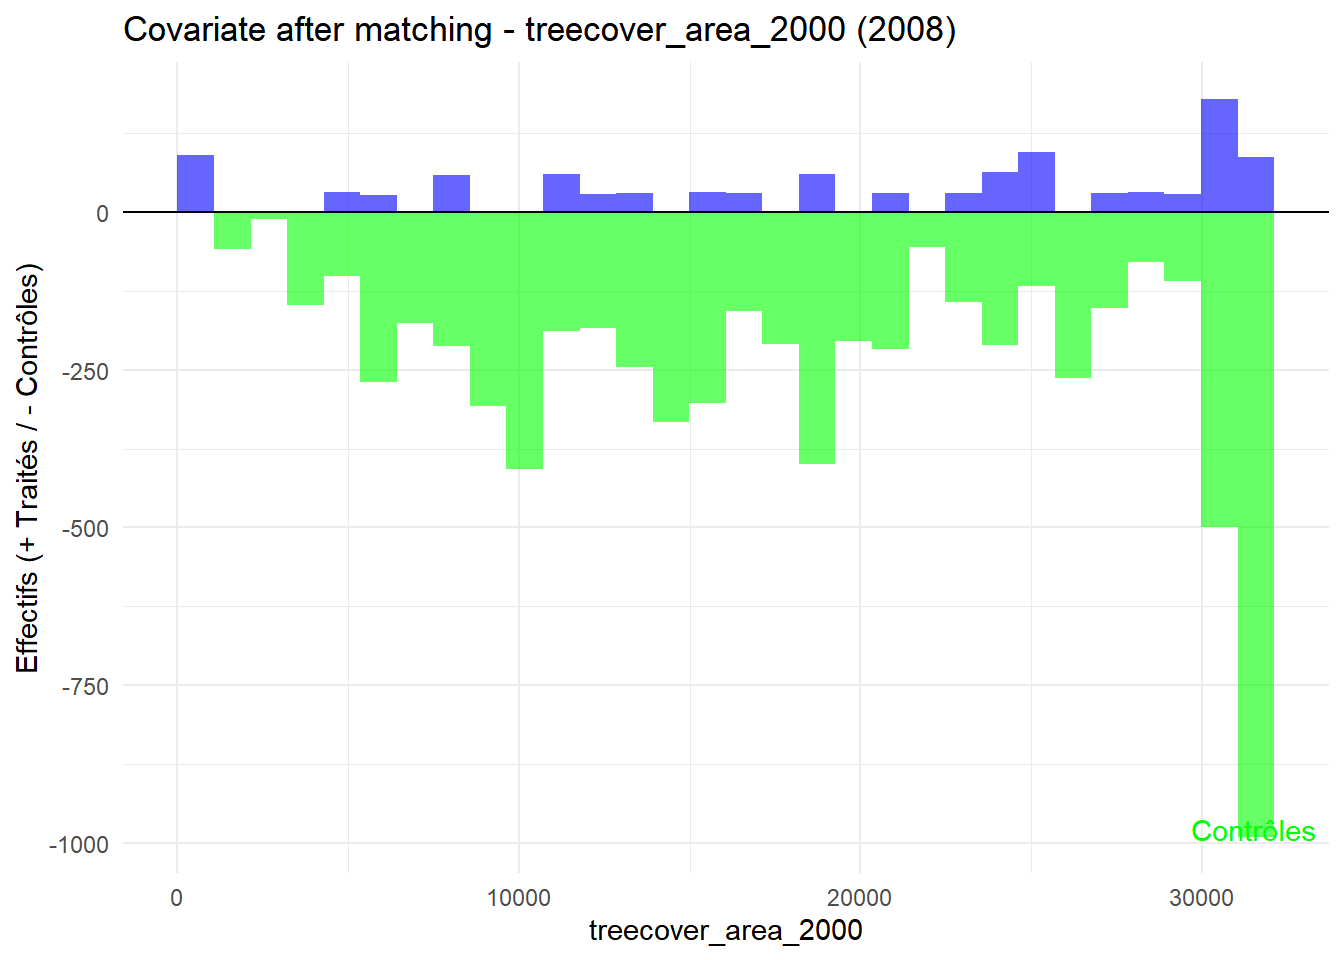 Covariate after matching - treecover_area_2000 (2008)
Effectifs (+ Traités / - Contrôles)
0
-250
-500
-750
-1000
Contrôles
0 10000 20000 30000
treecover_area_2000